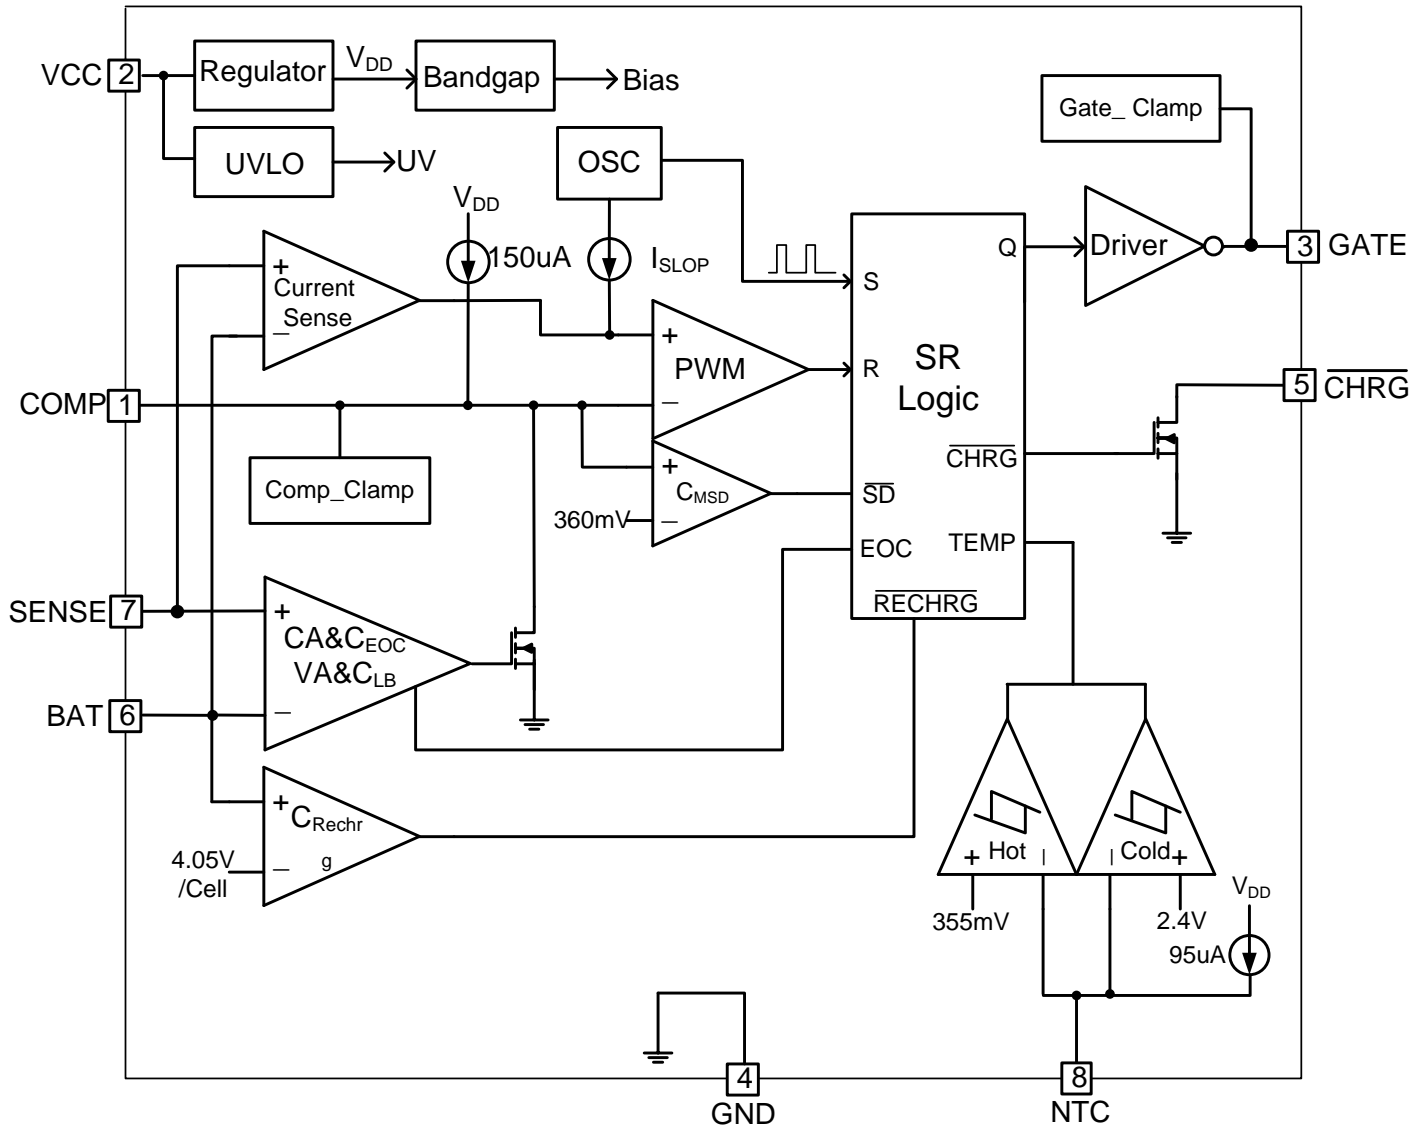 VCC 2
Regulator
VDD
Bandgap
Bias
UVLO
UV
OSC
Gate_ Clamp
VDD
150uA
ISLOP
+
Current
Sense
−
Q
Driver
3 GATE
S
SR
Logic
+
PWM
−
R
COMP 1
5 CHRG
Comp_Clamp
+
CMSD
360mV −
CHRG
SD
EOC
TEMP
RECHRG
SENSE 7
+
CA&CEOC
VA&CLB
−
BAT 6
+
CRechr
g
4.05V
/Cell
−
+ Hot −
− Cold +
355mV
2.4V
VDD
95uA
4
GND
8
NTC